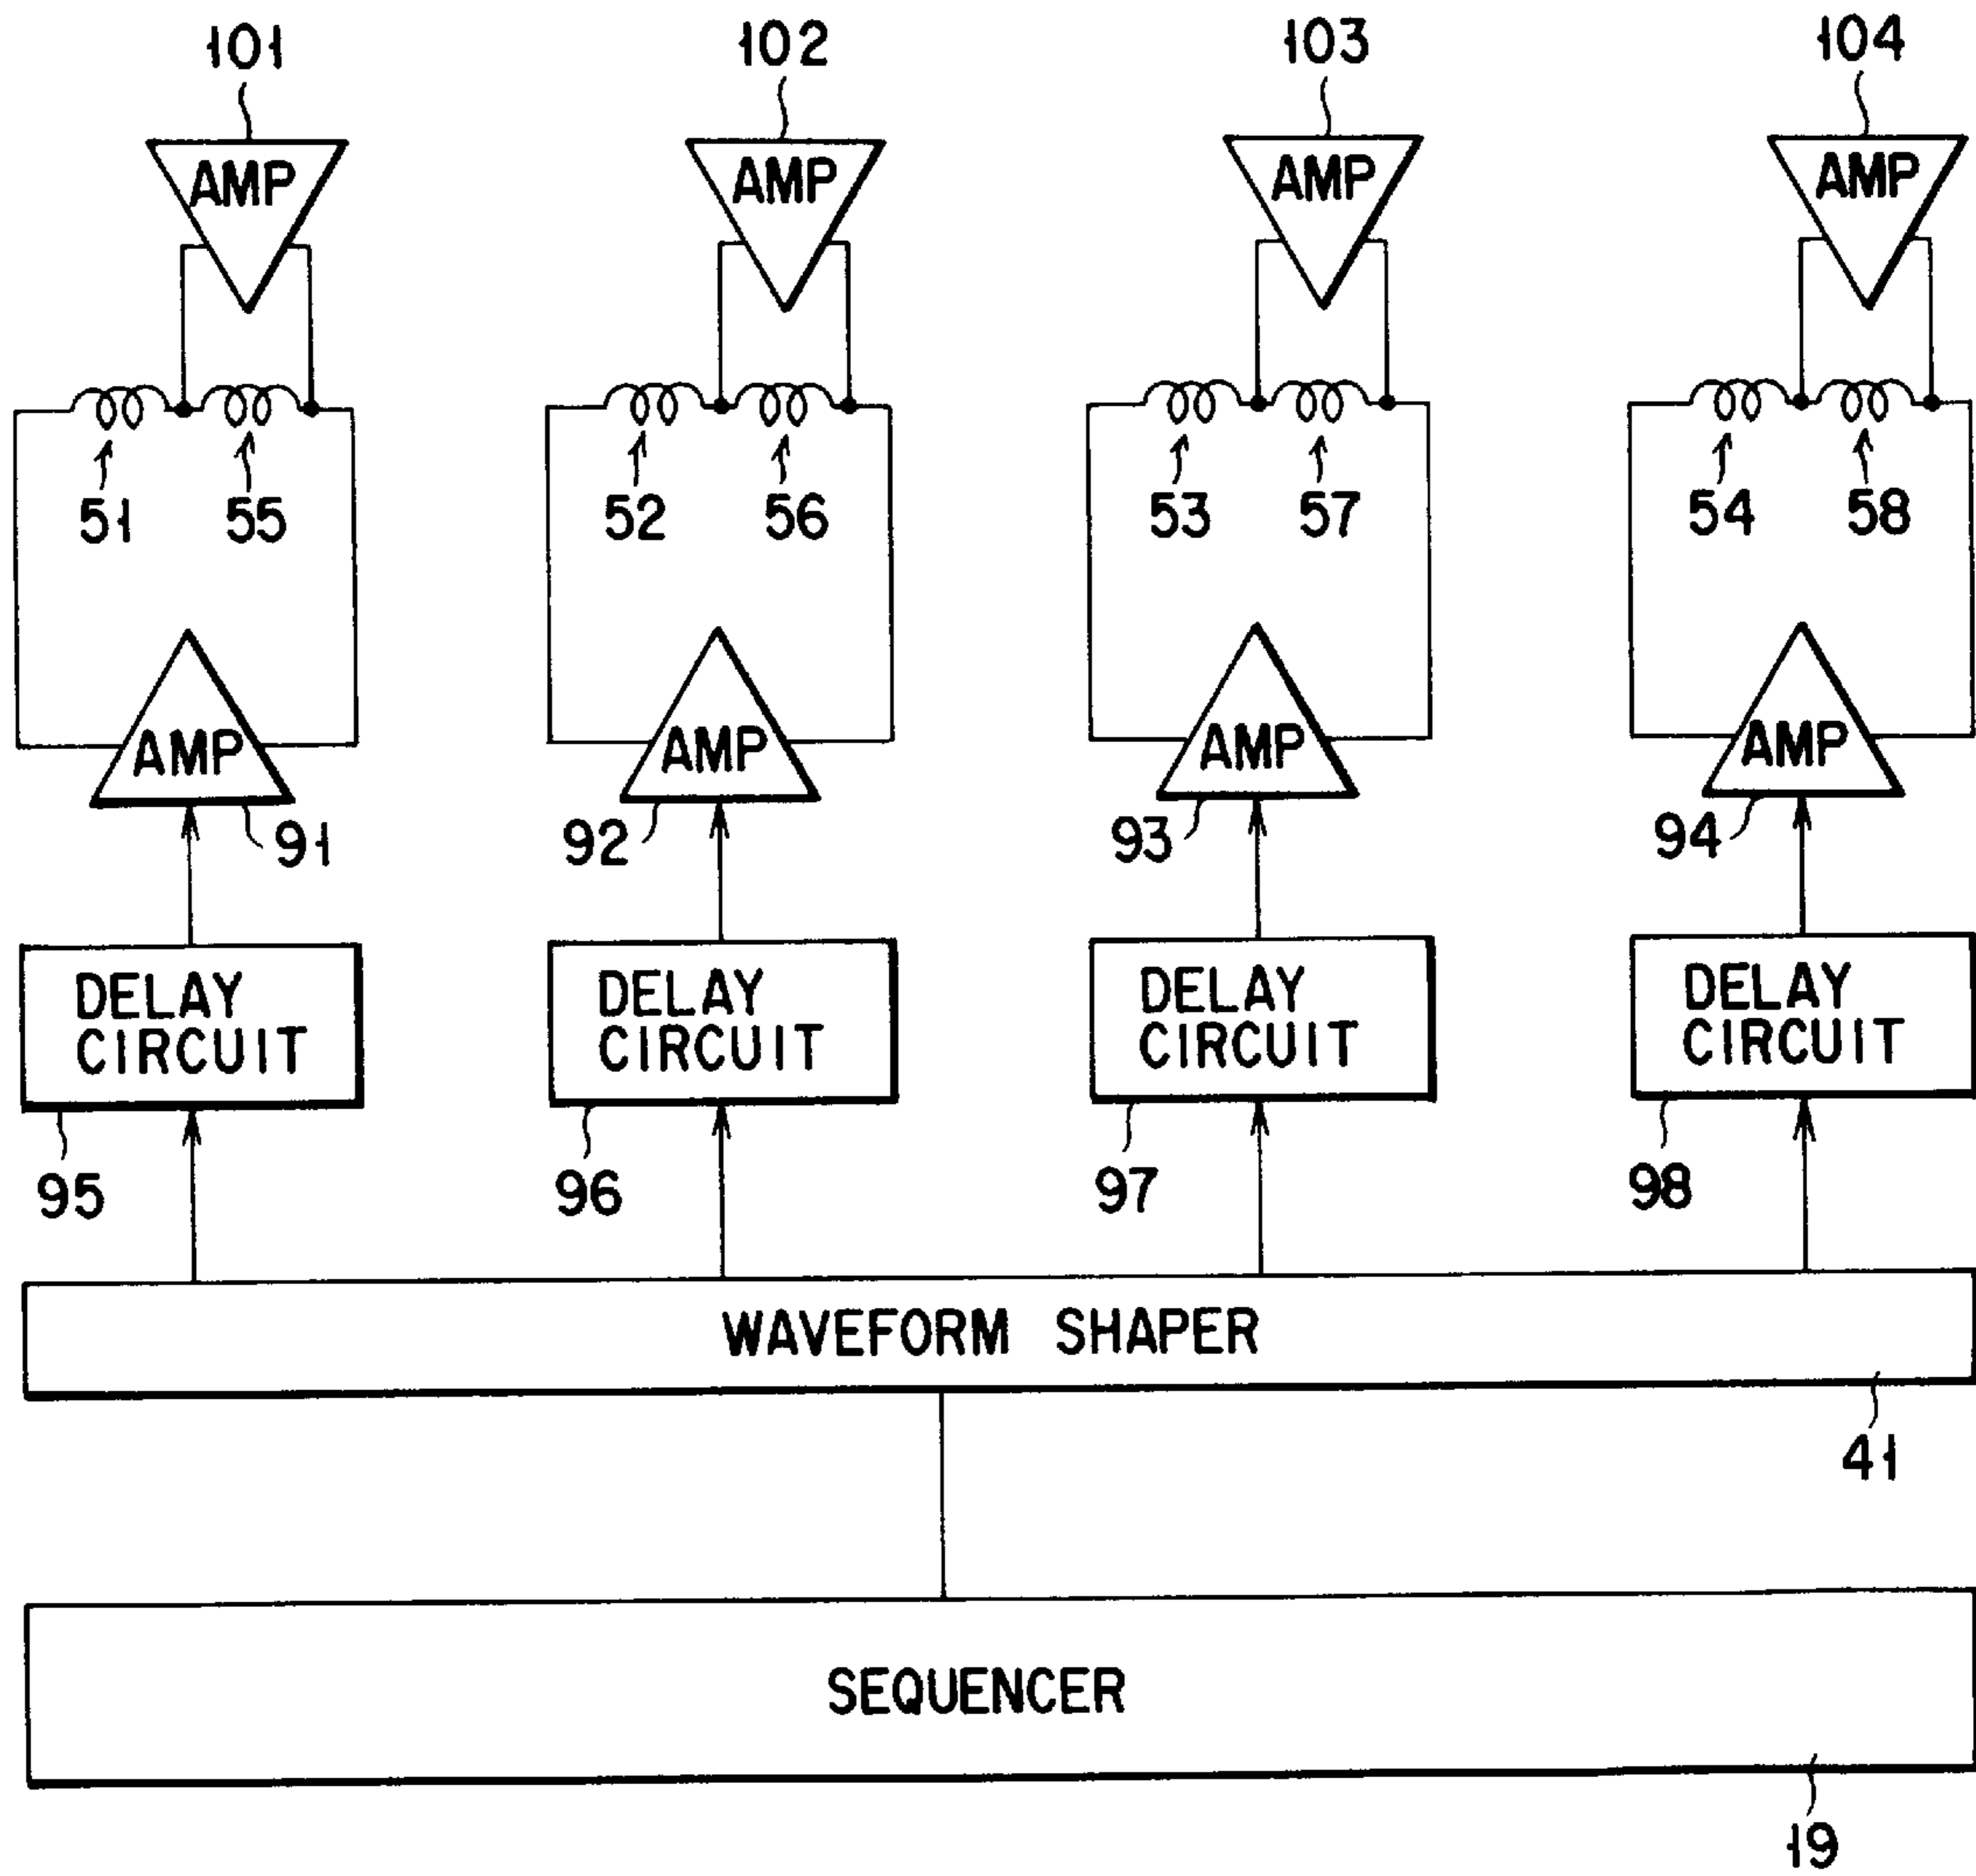 101 102 103 104
AMP AMP AMP AMP
51 55 52 56 53 57 54 58
AMP AMP AMP AMP
91 92 93 94
DELAY DELAY DELAY DELAY
CIRCUIT CIRCUIT CIRCUIT CIRCUIT
95 96 97 98
WAVEFORM SHAPER
41
SEQUENCER
19